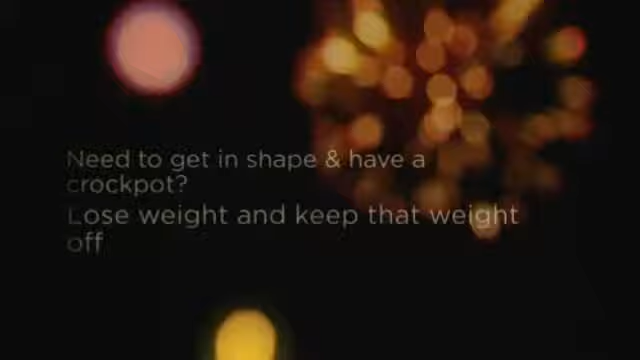 Need to get in shape & have a
crockpot?
Lose weight and keep that weight
off